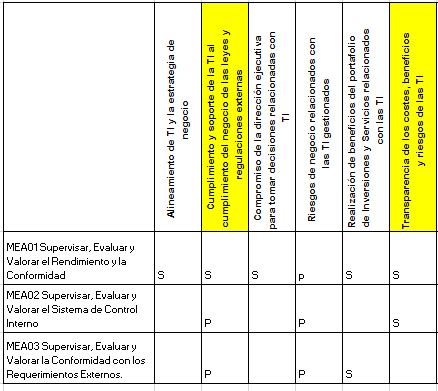 Alineamiento de TI y la estrategia de
negocio
Cumplimiento y soporte de la TI al
cumplimiento del negocio de las leyes y
regulaciones externas
Compromiso de la dirección ejecutiva
para tomar decisiones relacionadas con
TI
Riesgos de negocio relacionados con
las TI gestionados
Realización de beneficios del portafolio
de Inversiones y Servicios relacionados
con las TI
Transparencia de los costes, beneficios
y riesgos de las TI
MEA01 Supervisar, Evaluar y
Valorar el Rendimiento y la
Conformidad S S S p S S
MEA02 Supervisar, Evaluar y
Valorar el Sistema de Control
Interno P P S
MEA03 Supervisar, Evaluar y
Valorar la Conformidad con los
Requerimientos Externos. P P S